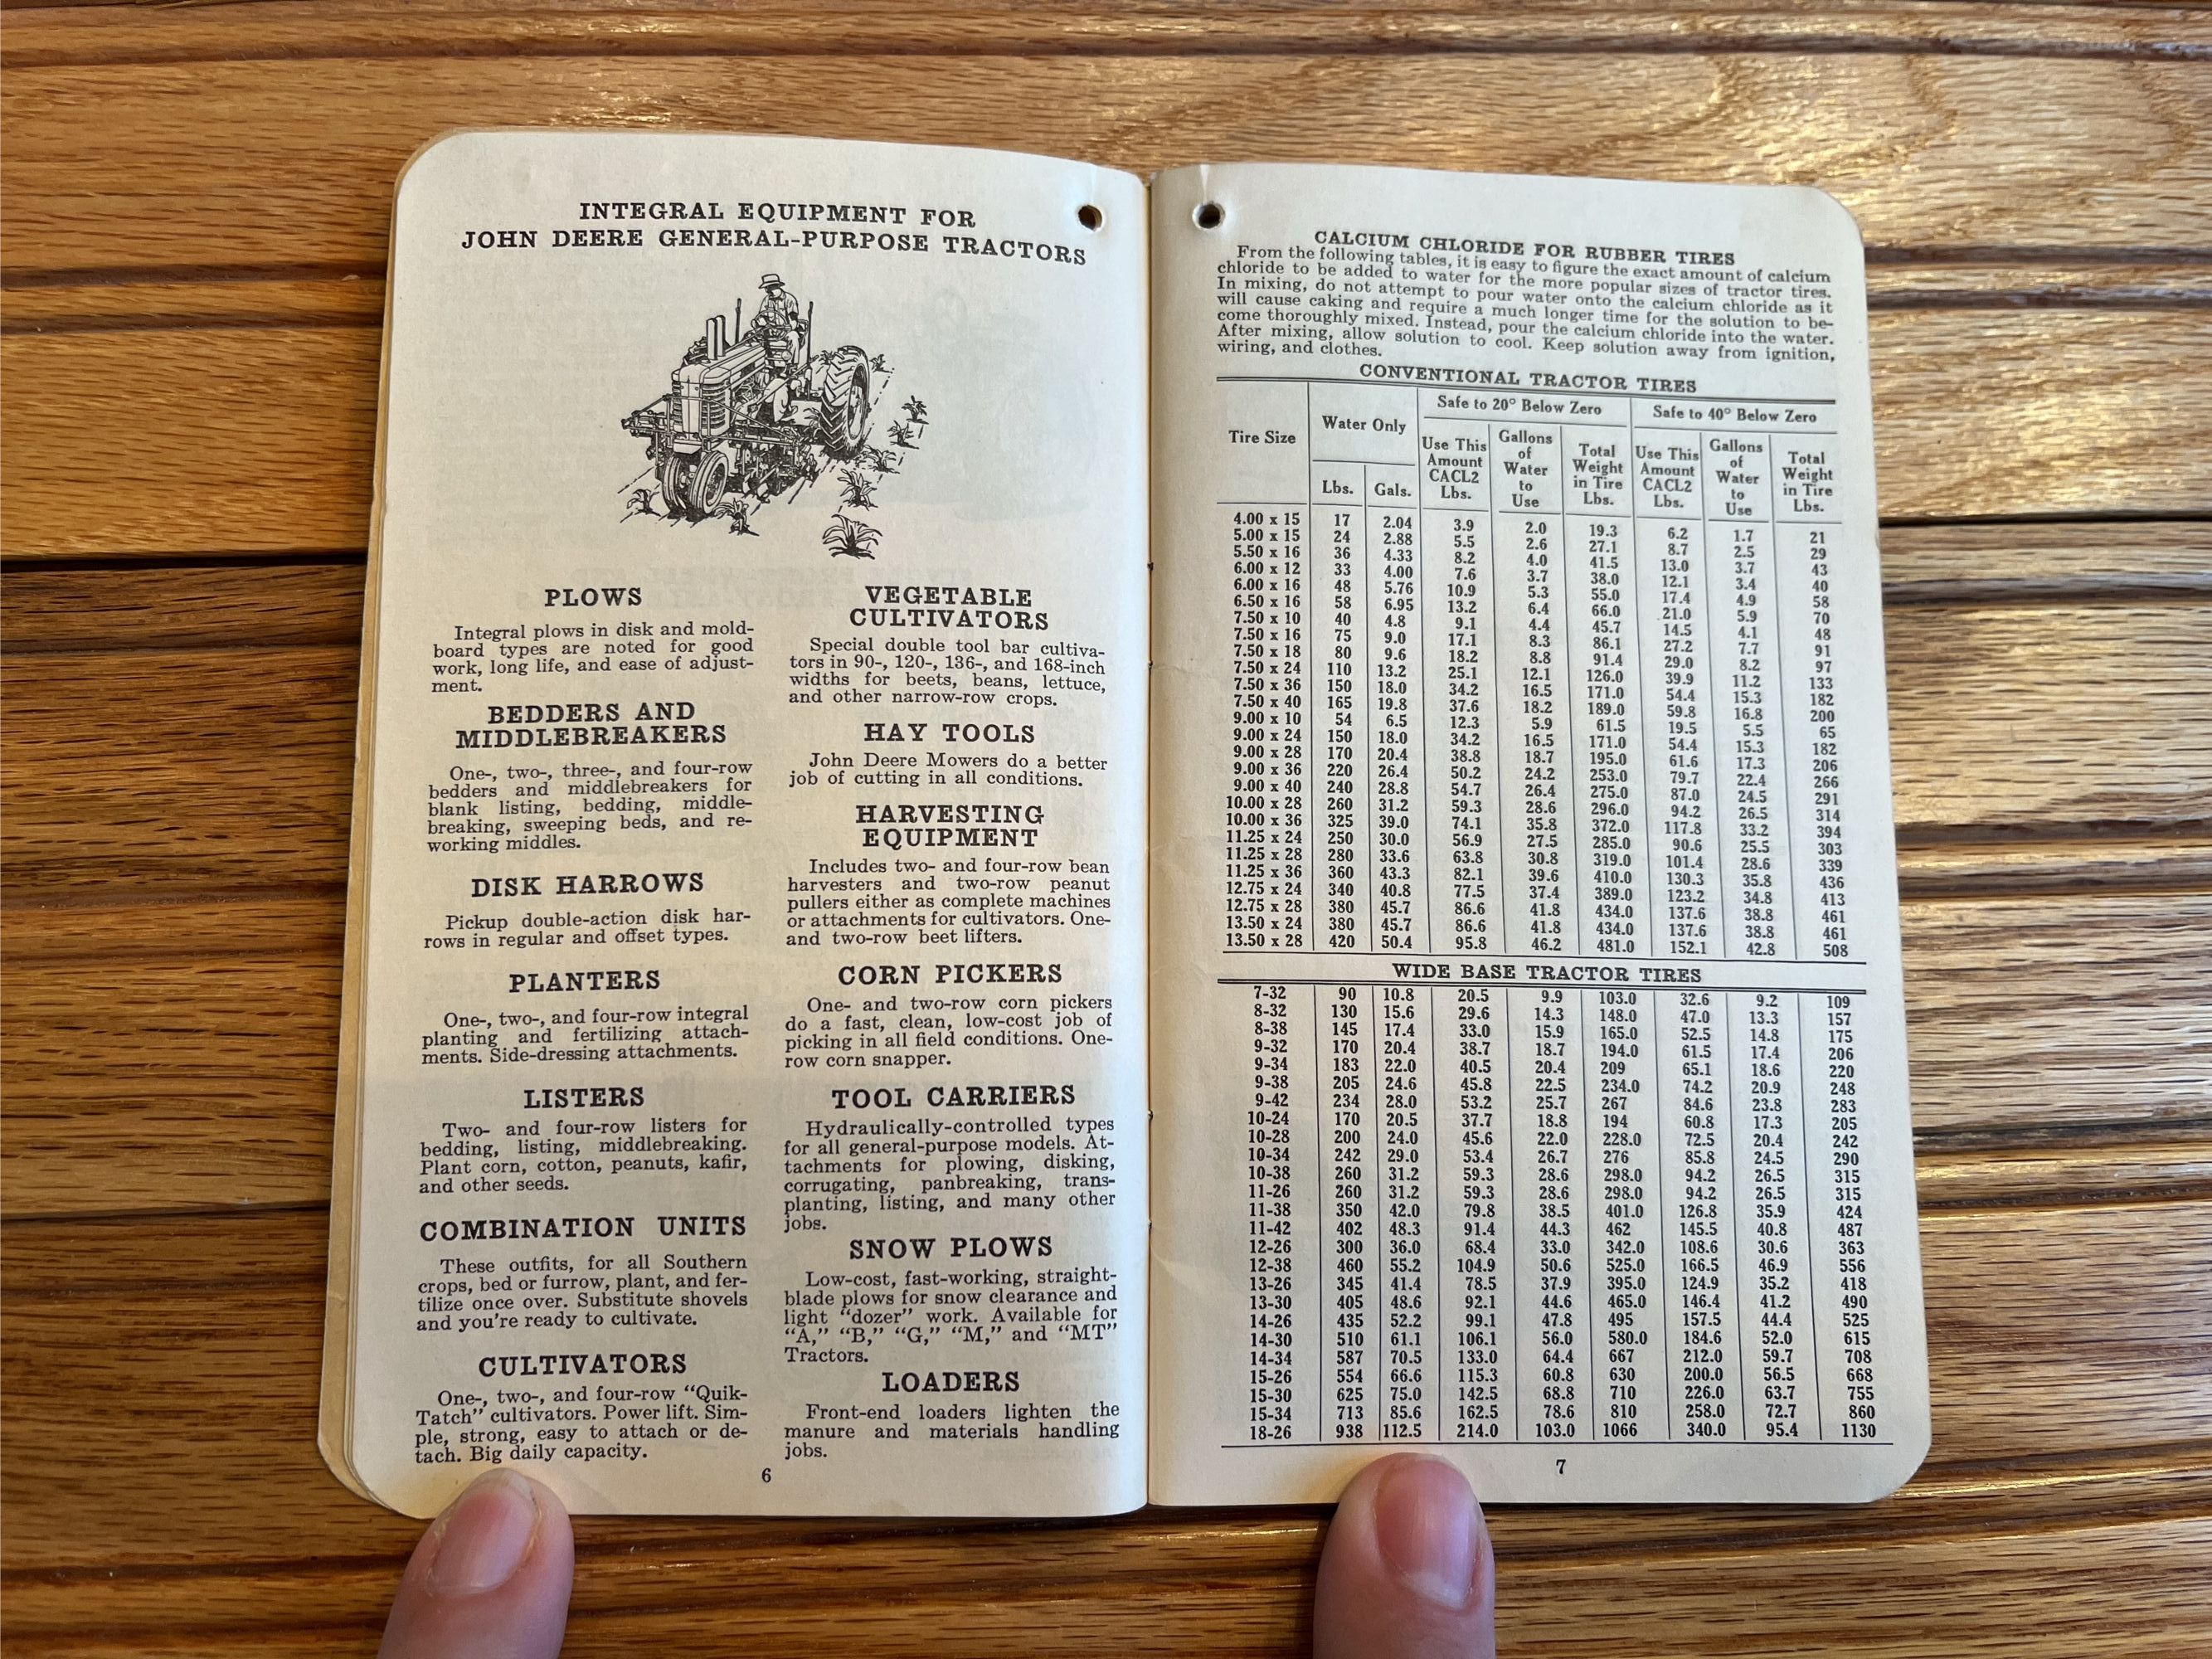 INTEGRAL EQUIPMENT FOR
JOHN DEERE GENERAL-PURPOSE TRACTORS
PLOWS
Integral plows in disk and mold-
board types are noted for good
work, long life, and ease of adjust-
ment.
BEDDERS AND
MIDDLEBREAKERS
One-, two-, three-, and four-row
bedders and middlebreakers for
blank listing, bedding, middle-
breaking, sweeping beds, and re-
working middles.
DISK HARROWS
Pickup double-action disk har-
rows in regular and offset types.
PLANTERS
One-, two-, and four-row integral
planting and fertilizing attach-
ments. Side-dressing attachments.
LISTERS
Two- and four-row listers for
bedding, listing, middlebreaking.
Plant corn, cotton, peanuts, kafir,
and other seeds.
COMBINATION UNITS
These outfits, for all Southern
crops, bed or furrow, plant, and fer-
tilize once over. Substitute shovels
and you're ready to cultivate.
CULTIVATORS
One-, two-, and four-row "Quik-
Tatch" cultivators. Power lift. Sim-
ple, strong, easy to attach or de-
tach. Big daily capacity.
VEGETABLE
CULTIVATORS
Special double tool bar cultiva-
tors in 90-, 120-, 136-, and 168-inch
widths for beets, beans, lettuce,
and other narrow-row crops.
HAY TOOLS
John Deere Mowers do a better
job of cutting in all conditions.
HARVESTING
EQUIPMENT
Includes two- and four-row bean
harvesters and two-row peanut
pullers either as complete machines
or attachments for cultivators. One-
and two-row beet lifters.
CORN PICKERS
One- and two-row corn pickers
do a fast, clean, low-cost job of
picking in all field conditions. One-
row corn snapper.
TOOL CARRIERS
Hydraulically-controlled types
for all general-purpose models. At-
tachments for plowing, disking,
corrugating, panbreaking, trans-
planting, listing, and many other
jobs.
SNOW PLOWS
Low-cost, fast-working, straight-
blade plows for snow clearance and
light "dozer" work. Available for
"A," "B," "G," "M," and "MT"
Tractors.
LOADERS
Front-end loaders lighten the
manure and materials handling
jobs.
6
CALCIUM CHLORIDE FOR RUBBER TIRES
From the following tables, it is easy to figure the exact amount of calcium
chloride to be added to water for the more popular sizes of tractor tires.
In mixing, do not attempt to pour water onto the calcium chloride as it
will cause caking and require a much longer time for the solution to be-
come thoroughly mixed. Instead, pour the calcium chloride into the water.
After mixing, allow solution to cool. Keep solution away from ignition,
wiring, and clothes.
CONVENTIONAL TRACTOR TIRES
Tire Size Water Only Safe to 20° Below Zero Safe to 40° Below Zero
Lbs. Gals. Use This Amount CACL2 Lbs. Gallons of Water to Use Total Weight in Tire Lbs. Use This Amount CACL2 Lbs. Gallons of Water to Use Total Weight in Tire Lbs.
4.00 x 15 17 2.04 3.9 2.0 19.3 6.2 1.7 21
5.00 x 15 24 2.88 5.5 2.6 27.1 8.7 2.5 29
5.50 x 16 36 4.33 8.2 4.0 41.5 13.0 3.7 43
6.00 x 12 33 4.00 7.6 3.7 38.0 12.1 3.4 40
6.00 x 16 48 5.76 10.9 5.3 55.0 17.4 4.9 58
6.50 x 16 58 6.95 13.2 6.4 66.0 21.0 5.9 70
7.50 x 10 40 4.8 9.1 4.4 45.7 14.5 4.1 48
7.50 x 16 75 9.0 17.1 8.3 86.1 27.2 7.7 91
7.50 x 18 80 9.6 18.2 8.8 91.4 29.0 8.2 97
7.50 x 24 110 13.2 25.1 12.1 126.0 39.9 11.2 133
7.50 x 36 150 18.0 34.2 16.5 171.0 54.4 15.3 182
7.50 x 40 165 19.8 37.6 18.2 189.0 59.8 16.8 200
9.00 x 10 54 6.5 12.3 5.9 61.5 19.5 5.5 65
9.00 x 24 150 18.0 34.2 16.5 171.0 54.4 15.3 182
9.00 x 28 170 20.4 38.8 18.7 195.0 61.6 17.3 206
9.00 x 36 220 26.4 50.2 24.2 253.0 79.7 22.4 266
9.00 x 40 240 28.8 54.7 26.4 275.0 87.0 24.5 291
10.00 x 28 260 31.2 59.3 28.6 296.0 94.2 26.5 314
10.00 x 36 325 39.0 74.1 35.8 372.0 117.8 33.2 394
11.25 x 24 250 30.0 56.9 27.5 285.0 90.6 25.5 303
11.25 x 28 280 33.6 63.8 30.8 319.0 101.4 28.6 339
11.25 x 36 360 43.3 82.1 39.6 410.0 130.3 35.8 436
12.75 x 24 340 40.8 77.5 37.4 389.0 123.2 34.8 413
12.75 x 28 380 45.7 86.6 41.8 434.0 137.6 38.8 461
13.50 x 24 380 45.7 86.6 41.8 434.0 137.6 38.8 461
13.50 x 28 420 50.4 95.8 46.2 481.0 152.1 42.8 508
WIDE BASE TRACTOR TIRES
7-32 90 10.8 20.5 9.9 103.0 32.6 9.2 109
8-32 130 15.6 29.6 14.3 148.0 47.0 13.3 157
8-38 145 17.4 33.0 15.9 165.0 52.5 14.8 175
9-32 170 20.4 38.7 18.7 194.0 61.5 17.4 206
9-34 183 22.0 40.5 20.4 209 65.1 18.6 220
9-38 205 24.6 45.8 22.5 234.0 74.2 20.9 248
9-42 234 28.0 53.2 25.7 267 84.6 23.8 283
10-24 170 20.5 37.7 18.8 194 60.8 17.3 205
10-28 200 24.0 45.6 22.0 228.0 72.5 20.4 242
10-34 242 29.0 53.4 26.7 276 85.8 24.5 290
10-38 260 31.2 59.3 28.6 298.0 94.2 26.5 315
11-26 260 31.2 59.3 28.6 298.0 94.2 26.5 315
11-38 350 42.0 79.8 38.5 401.0 126.8 35.9 424
11-42 402 48.3 91.4 44.3 462 145.5 40.8 487
12-26 300 36.0 68.4 33.0 342.0 108.6 30.6 363
12-38 460 55.2 104.9 50.6 525.0 166.5 46.9 556
13-26 345 41.4 78.5 37.9 395.0 124.9 35.2 418
13-30 405 48.6 92.1 44.6 465.0 146.4 41.2 490
14-26 435 52.2 99.1 47.8 495 157.5 44.4 525
14-30 510 61.1 106.1 56.0 580.0 184.6 52.0 615
14-34 587 70.5 133.0 64.4 667 212.0 59.7 708
15-26 554 66.6 115.3 60.8 630 200.0 56.5 668
15-30 625 75.0 142.5 68.8 710 226.0 63.7 755
15-34 713 85.6 162.5 78.6 810 258.0 72.7 860
18-26 938 112.5 214.0 103.0 1066 340.0 95.4 1130
7